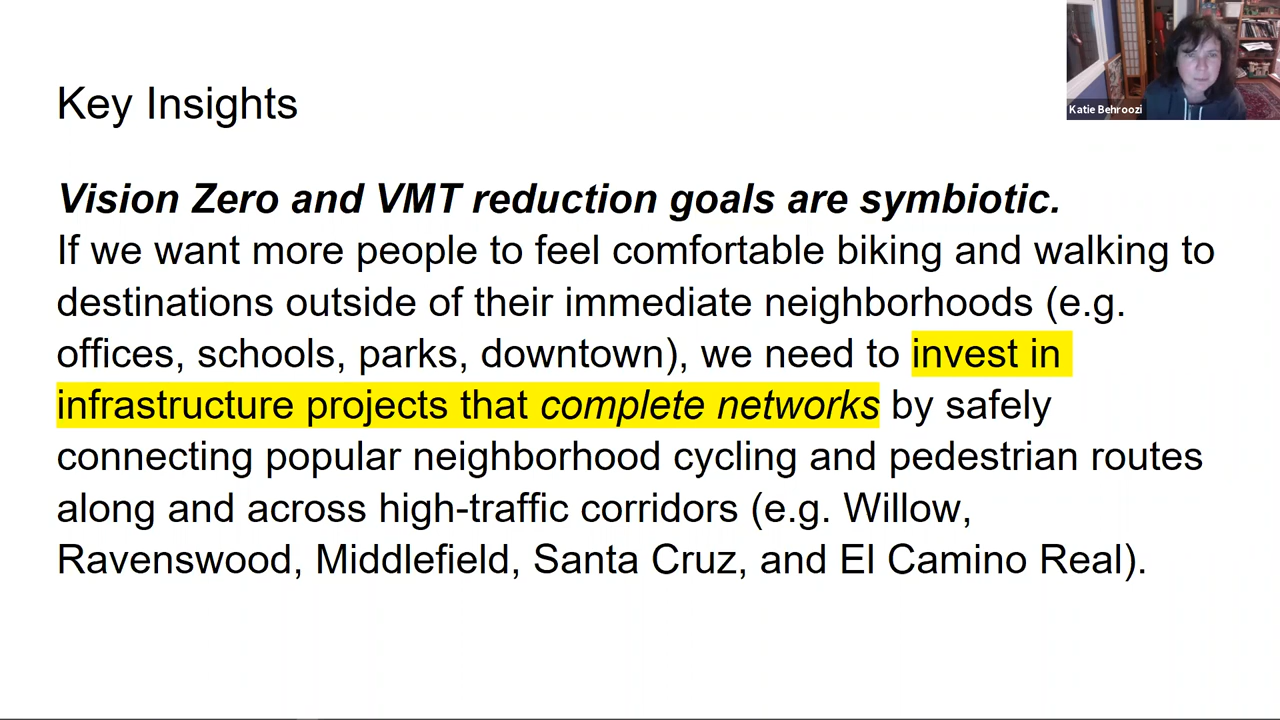 Key Insights
Katie Behroozi
Vision Zero and VMT reduction goals are symbiotic.
If we want more people to feel comfortable biking and walking to
destinations outside of their immediate neighborhoods (e.g.
offices, schools, parks, downtown), we need to invest in
infrastructure projects that complete networks by safely
connecting popular neighborhood cycling and pedestrian routes
along and across high-traffic corridors (e.g. Willow,
Ravenswood, Middlefield, Santa Cruz, and El Camino Real).